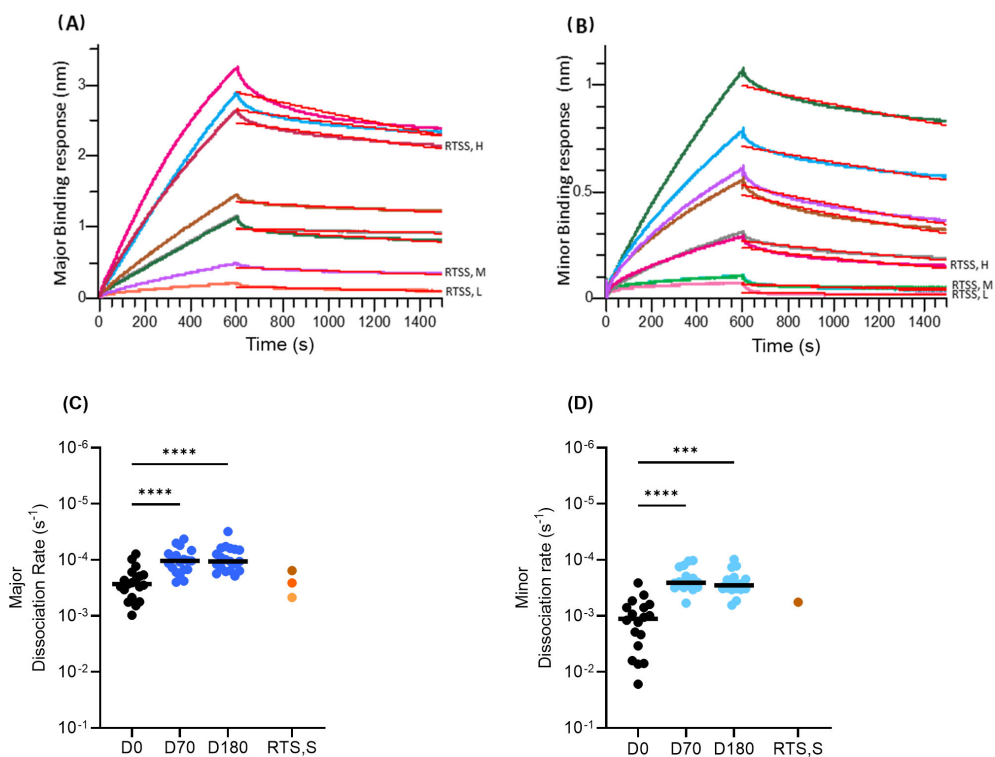 (A)
Major Binding response (nm)
3
2
1
0
0 200 400 600 800 1000 1200 1400
Time (s)
RTSS, H
RTSS, M
RTSS, L
(B)
Minor Binding response (nm)
1
0.5
0
0 200 400 600 800 1000 1200 1400
Time (s)
RTSS, H
RTSS, M
RTSS, L
(C)
Major
Dissociation Rate (s⁻¹)
10⁻⁶
10⁻⁵
10⁻⁴
10⁻³
10⁻²
10⁻¹
****
****
D0 D70 D180 RTS,S
(D)
Minor
Dissociation rate (s⁻¹)
10⁻⁶
10⁻⁵
10⁻⁴
10⁻³
10⁻²
10⁻¹
***
****
D0 D70 D180 RTS,S